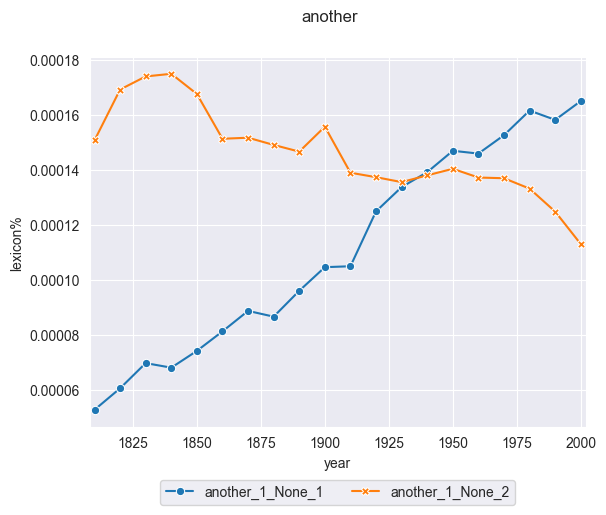 another
0.00018
0.00016
0.00014
0.00012
0.00010
0.00008
0.00006
lexicon%
1825 1850 1875 1900 1925 1950 1975 2000
year
another_1_None_1 another_1_None_2